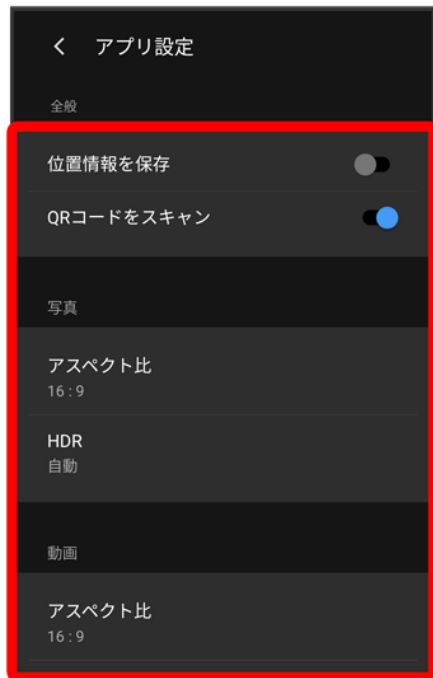 アプリ設定
全般
位置情報を保存
QRコードをスキャン
写真
アスペクト比
16:9
HDR
自動
動画
アスペクト比
16:9